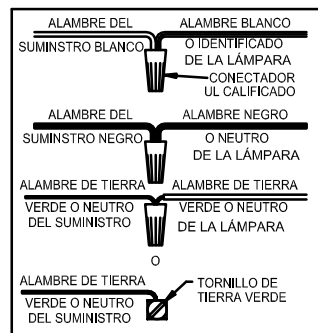 ALAMBRE DEL ALAMBRE BLANCO
SUMINSTRO BLANCO O IDENTIFICADO
DE LA LÁMPARA
CONECTADOR
UL CALIFICADO
ALAMBRE DEL ALAMBRE NEGRO
SUMINSTRO NEGRO O NEUTRO
DE LA LÁMPARA
ALAMBRE DE TIERRA ALAMBRE DE TIERRA
VERDE O NEUTRO VERDE O NEUTRO
DEL SUMINISTRO DE LA LÁMPARA
O
ALAMBRE DE TIERRA TORNILLO DE
VERDE O NEUTRO TIERRA VERDE
DEL SUMINISTRO